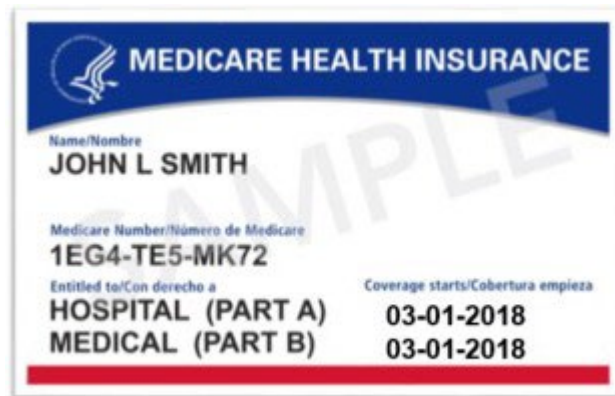 MEDICARE HEALTH INSURANCE
Name/Nombre
JOHN L SMITH
Medicare Number/Número de Medicare
1EG4-TE5-MK72
Entitled to/Con derecho a Coverage starts/Cobertura empieza
HOSPITAL (PART A) 03-01-2018
MEDICAL (PART B) 03-01-2018
SAMPLE